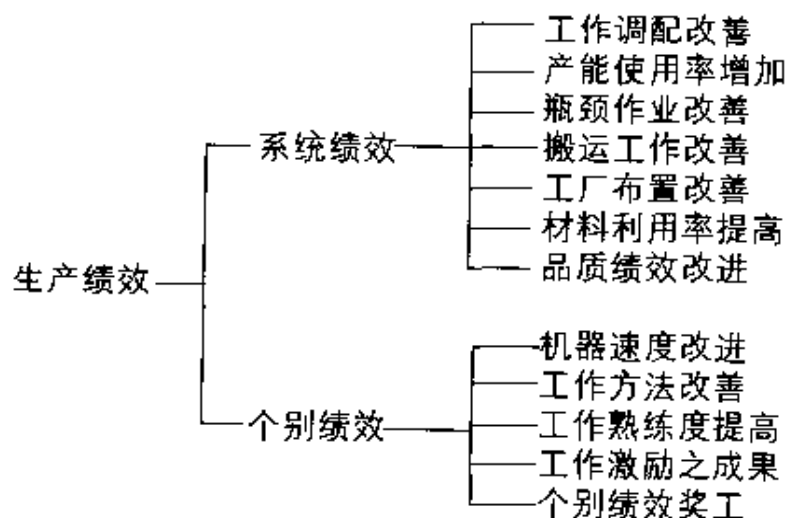 生产绩效
系统绩效
工作调配改善
产能使用率增加
瓶颈作业改善
搬运工作改善
工厂布置改善
材料利用率提高
品质绩效改进
个别绩效
机器速度改进
工作方法改善
工作熟练度提高
工作激励之成果
个别绩效奖工